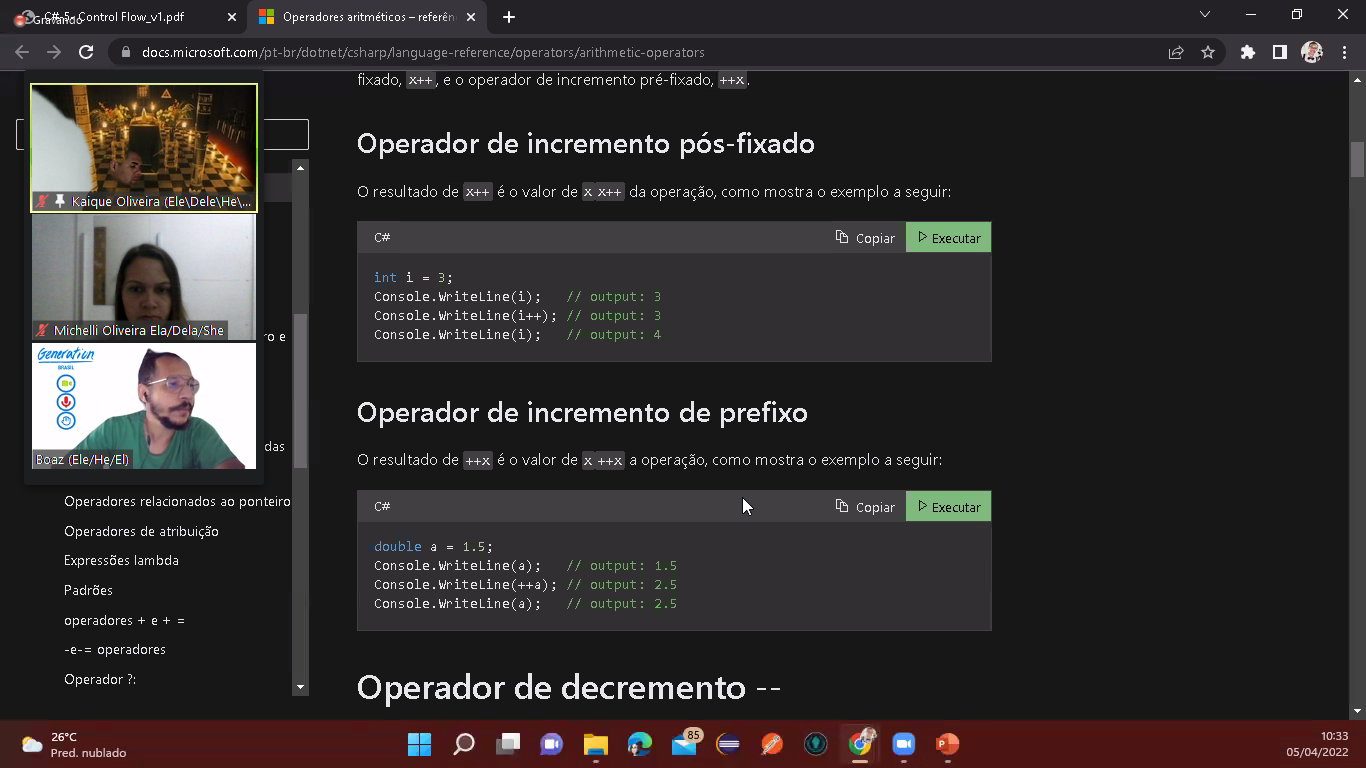 Gravando
C# 5- Control Flow_v1.pdf
Operadores aritméticos – referên
docs.microsoft.com/pt-br/dotnet/csharp/language-reference/operators/arithmetic-operators
fixado, x++, e o operador de incremento pré-fixado, ++x.
Operador de incremento pós-fixado
O resultado de x++ é o valor de x x++ da operação, como mostra o exemplo a seguir:
C#
Copiar
Executar
int i = 3;
Console.WriteLine(i);   // output: 3
Console.WriteLine(i++); // output: 3
Console.WriteLine(i);   // output: 4
Operador de incremento de prefixo
O resultado de ++x é o valor de x ++x a operação, como mostra o exemplo a seguir:
C#
Copiar
Executar
double a = 1.5;
Console.WriteLine(a);   // output: 1.5
Console.WriteLine(++a); // output: 2.5
Console.WriteLine(a);   // output: 2.5
Operador de decremento --
Kaique Oliveira (Ele\Dele\He\...
Michelli Oliveira Ela/Dela/She
Generation
BRASIL
Boaz (Ele/He/El)
ro e
das
Operadores relacionados ao ponteiro
Operadores de atribuição
Expressões lambda
Padrões
operadores + e + =
-e-= operadores
Operador ?:
26°C
Pred. nublado
85
10:33
05/04/2022